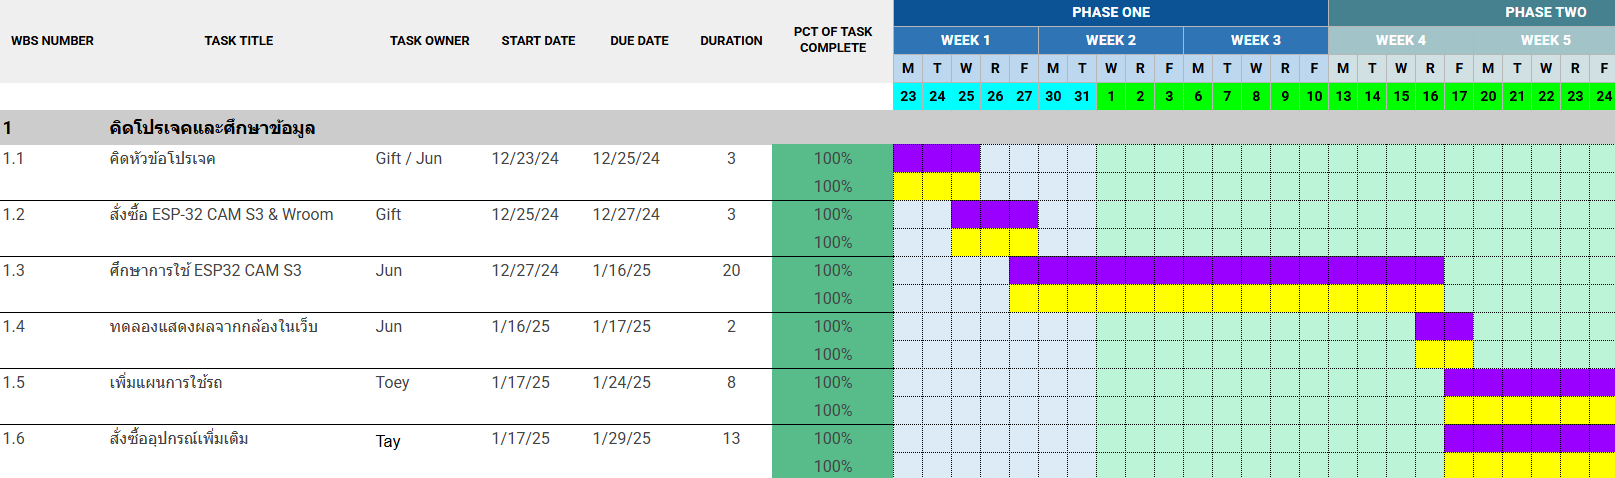 PHASE ONE PHASE TWO
WBS NUMBER TASK TITLE TASK OWNER START DATE DUE DATE DURATION PCT OF TASK COMPLETE
WEEK 1 WEEK 2 WEEK 3 WEEK 4 WEEK 5
M T W R F M T W R F M T W R F M T W R F M T W R F
23 24 25 26 27 30 31 1 2 3 6 7 8 9 10 13 14 15 16 17 20 21 22 23 24
1 คิดโปรเจคและศึกษาข้อมูล
1.1 คิดหัวข้อโปรเจค Gift / Jun 12/23/24 12/25/24 3 100%
100%
1.2 สั่งซื้อ ESP-32 CAM S3 & Wroom Gift 12/25/24 12/27/24 3 100%
100%
1.3 ศึกษาการใช้ ESP32 CAM S3 Jun 12/27/24 1/16/25 20 100%
100%
1.4 ทดลองแสดงผลจากกล้องในเว็บ Jun 1/16/25 1/17/25 2 100%
100%
1.5 เพิ่มแผนการใช้รถ Toey 1/17/25 1/24/25 8 100%
100%
1.6 สั่งซื้ออุปกรณ์เพิ่มเติม Tay 1/17/25 1/29/25 13 100%
100%